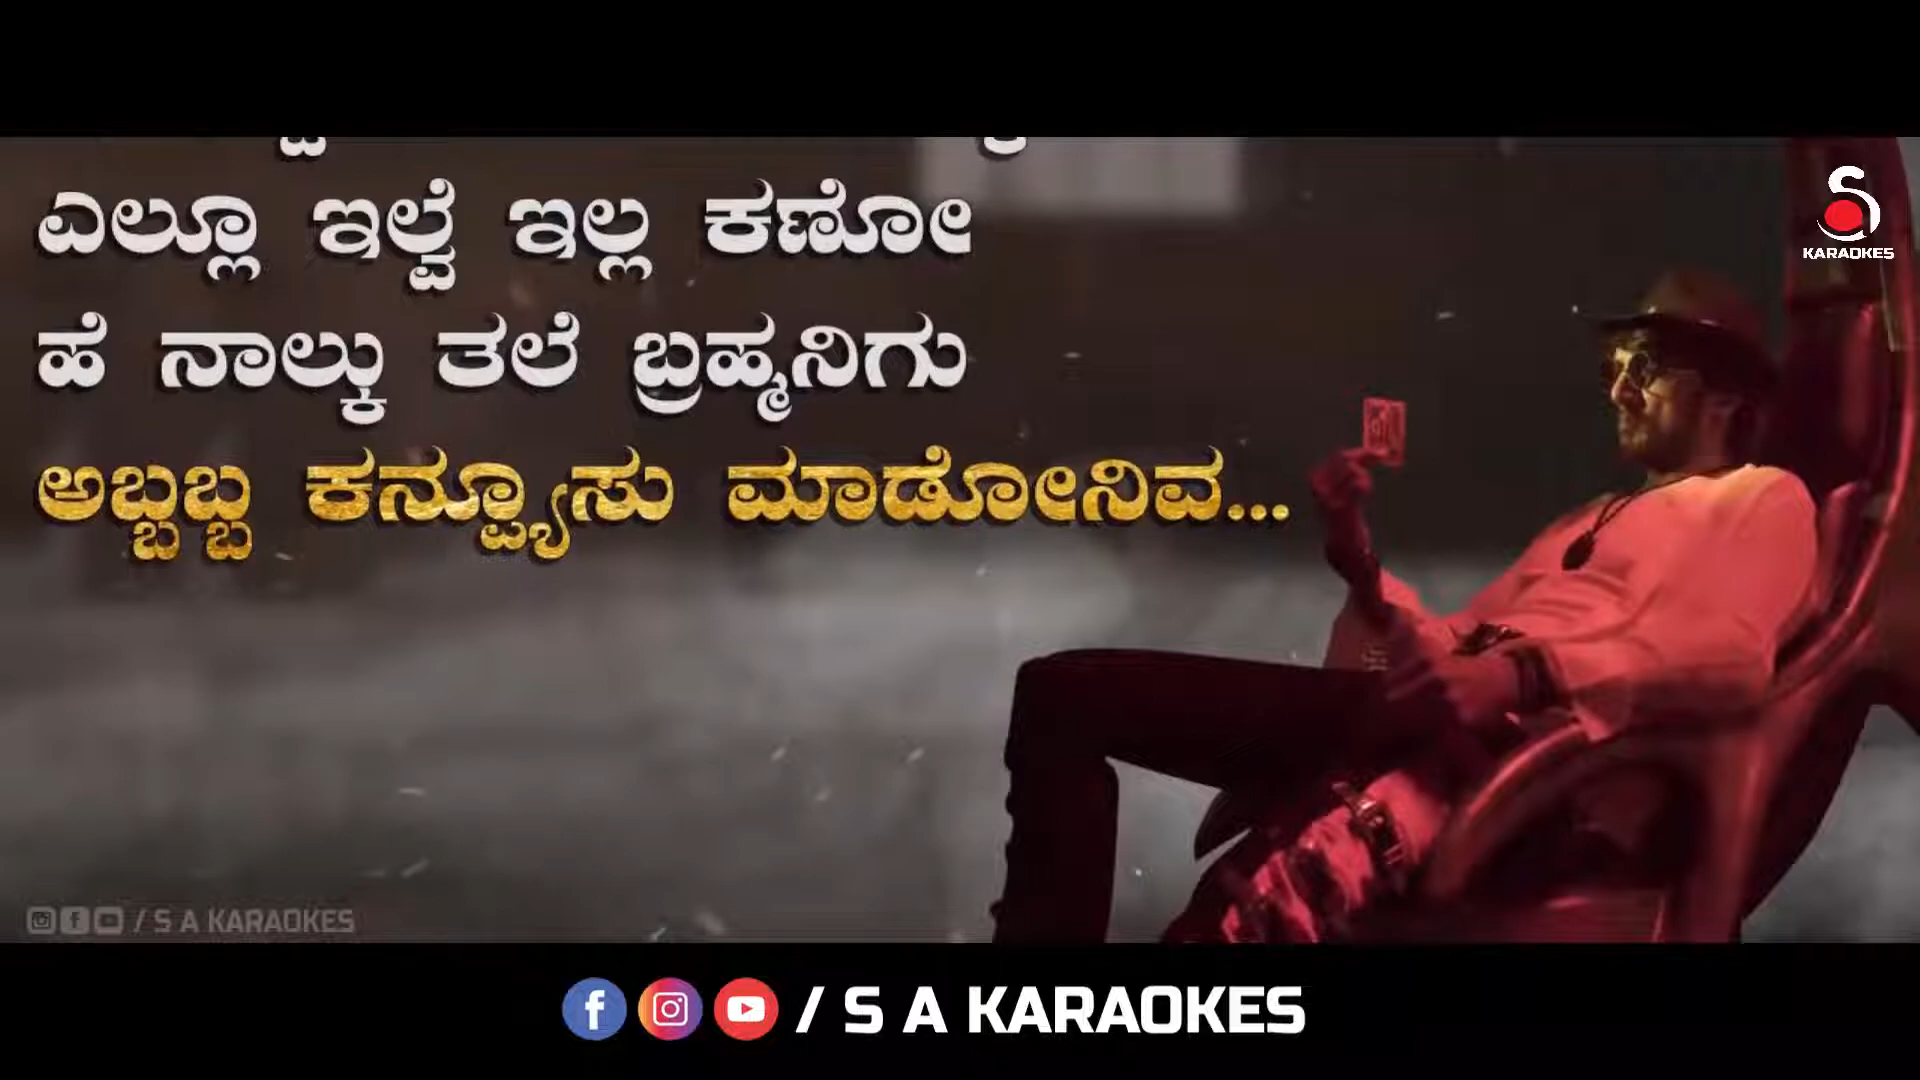 ಎಲ್ಲೂ ಇಲ್ವೆ ಇಲ್ಲ ಕಣೋ
ಹೆ ನಾಲ್ಕು ತಲೆ ಬ್ರಹ್ಮನಿಗು
ಅಬ್ಬಬ್ಬ ಕನ್ಪ್ಯೂಸು ಮಾಡೋನಿವ...
KARAOKES
/ S A KARAOKES
/ S A KARAOKES